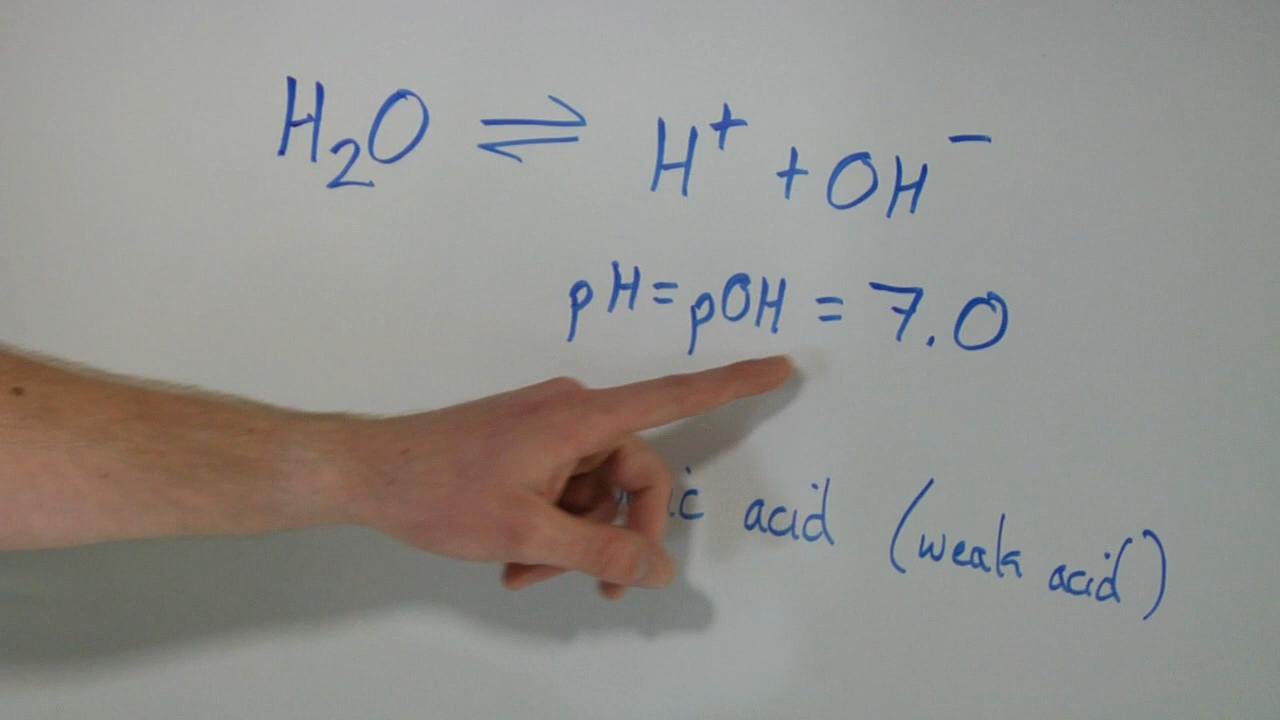 H₂O ⇌ H⁺ + OH⁻
pH = pOH = 7.0
acid (weak acid)